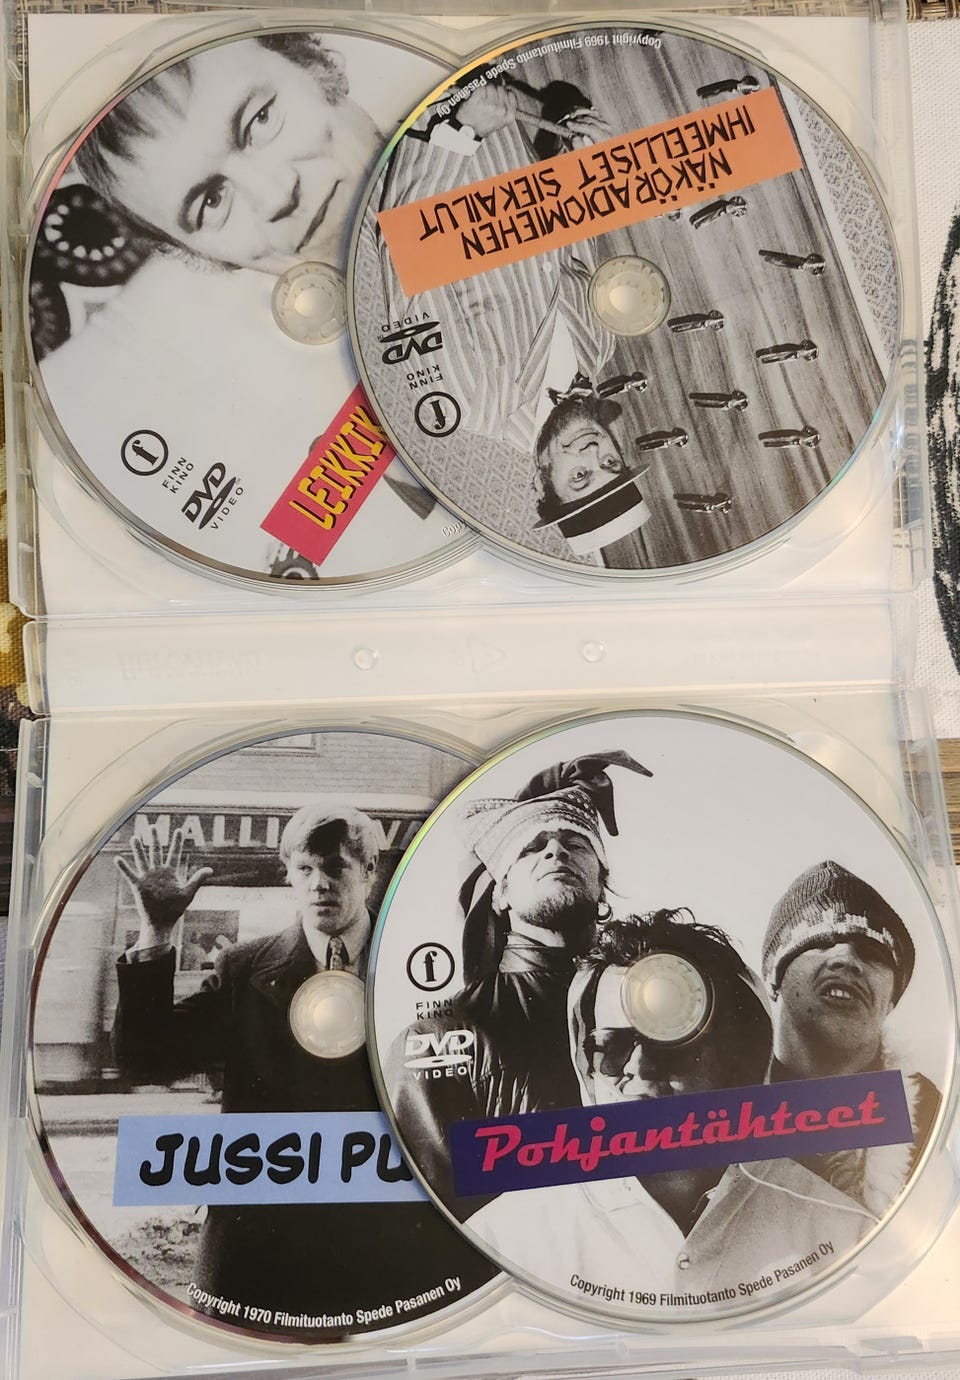 LEIKKIK
f
FINN
KINO
DVD
VIDEO
Copy
Copyright 1969 Filmituotanto Spede Pasanen Oy
NÄKÖRADIOMIEHEN
IHMEELLISET SIEKAILUT
DVD
VIDEO
FINN
KINO
f
MALLI
JUSSI PU
Copyright 1970 Filmituotanto Spede Pasanen Oy
f
FINN
KINO
DVD
VIDEO
Pohjantähteet
Copyright 1969 Filmituotanto Spede Pasanen Oy